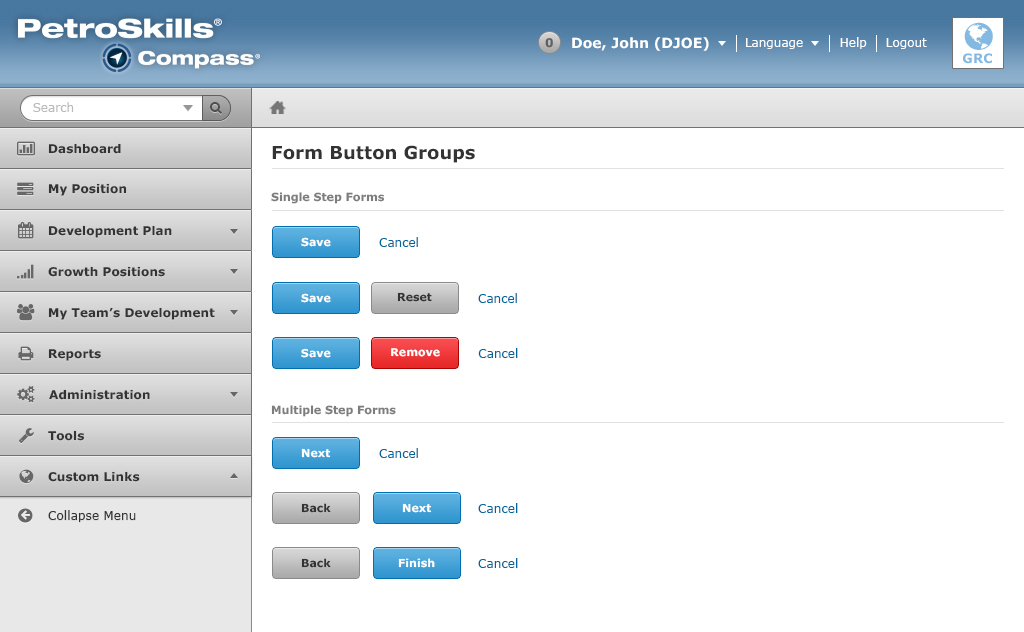 PetroSkills®
Compass®
0 Doe, John (DJOE) Language Help Logout
GRC
Search
Dashboard
My Position
Development Plan
Growth Positions
My Team’s Development
Reports
Administration
Tools
Custom Links
Collapse Menu
Form Button Groups
Single Step Forms
Save Cancel
Save Reset Cancel
Save Remove Cancel
Multiple Step Forms
Next Cancel
Back Next Cancel
Back Finish Cancel